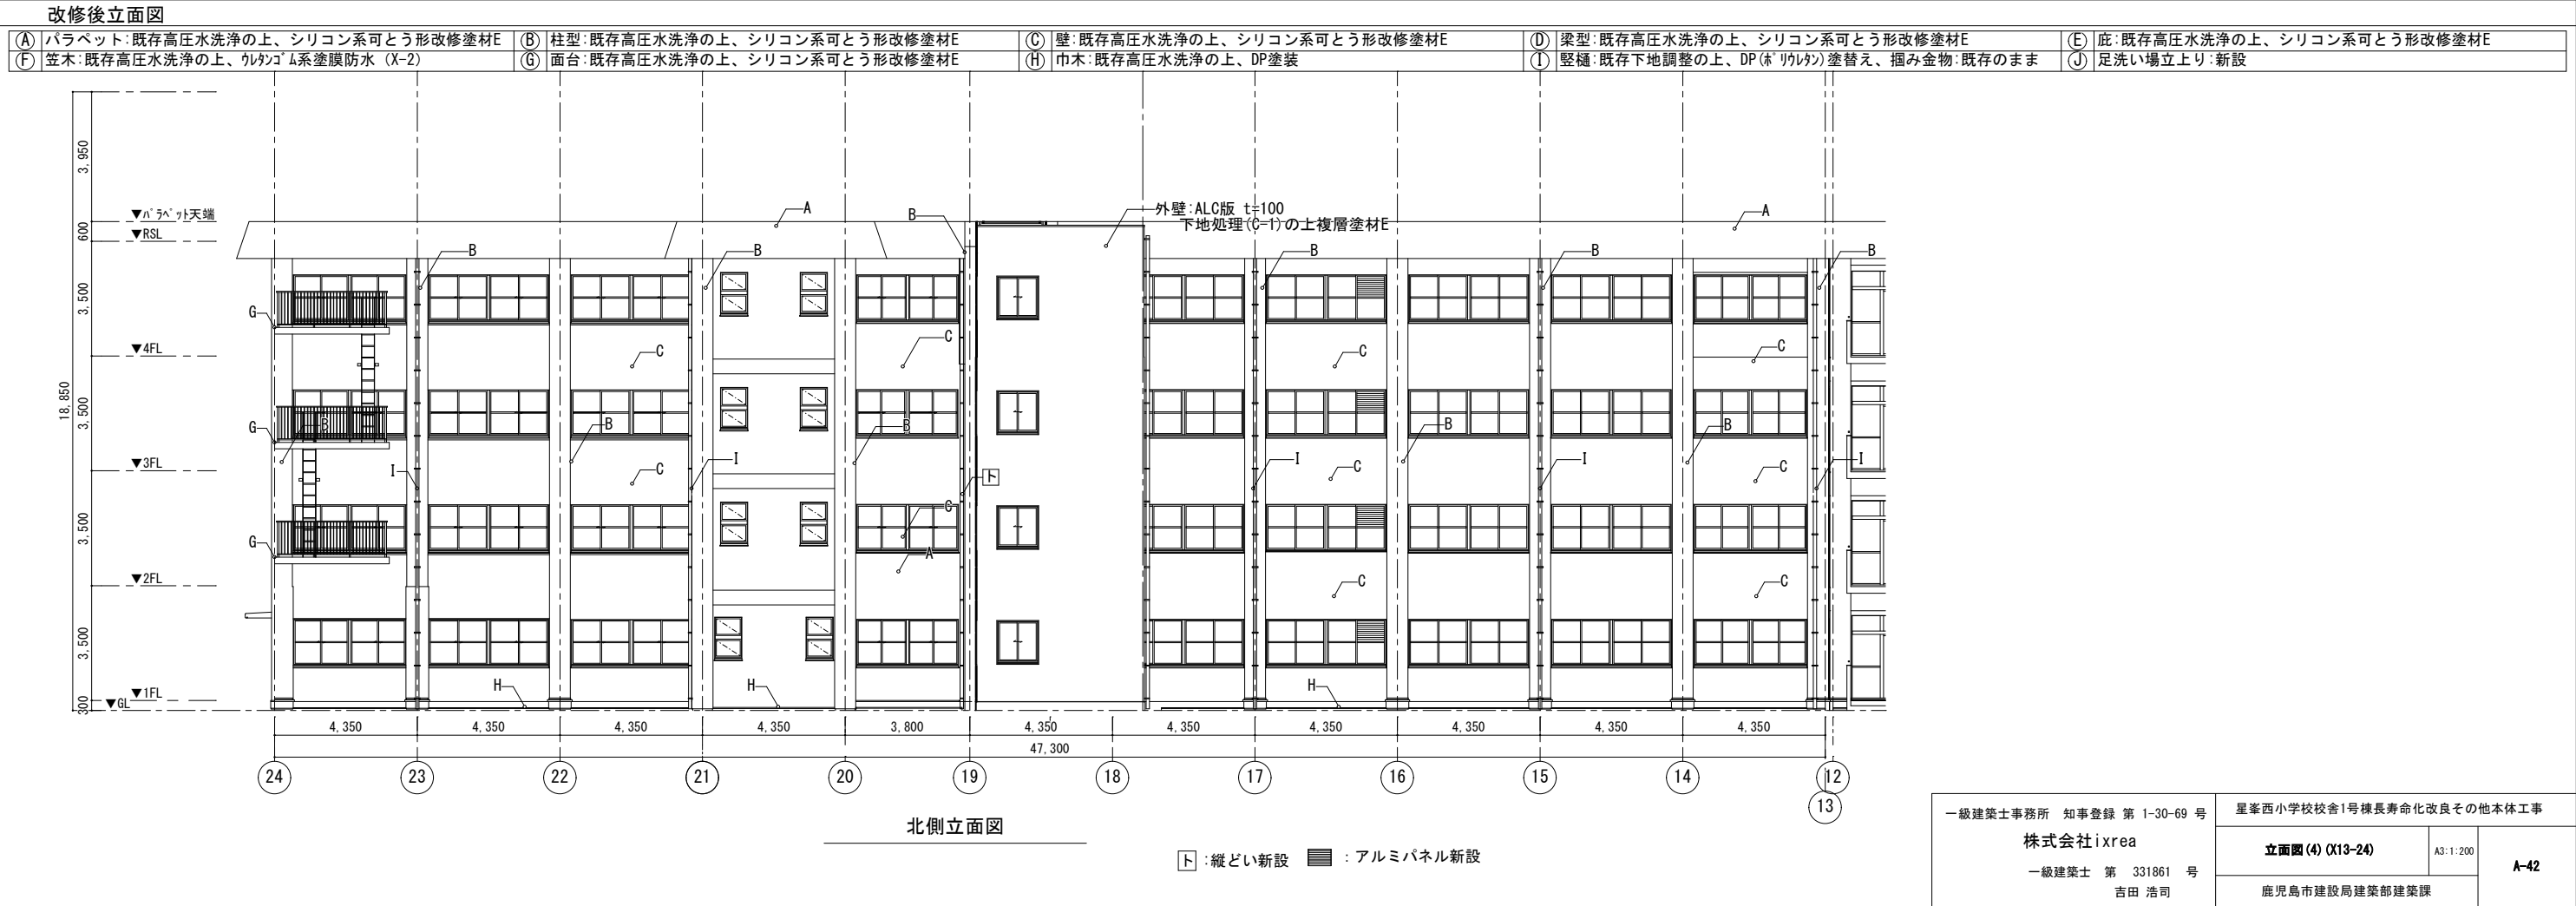 改修後立面図
Ⓐ パラペット:既存高圧水洗浄の上、シリコン系可とう形改修塗材E Ⓑ 柱型:既存高圧水洗浄の上、シリコン系可とう形改修塗材E Ⓒ 壁:既存高圧水洗浄の上、シリコン系可とう形改修塗材E Ⓓ 梁型:既存高圧水洗浄の上、シリコン系可とう形改修塗材E Ⓔ 庇:既存高圧水洗浄の上、シリコン系可とう形改修塗材E
Ⓕ 笠木:既存高圧水洗浄の上、ｳﾚﾀﾝｺﾞﾑ系塗膜防水 (X-2) Ⓖ 面台:既存高圧水洗浄の上、シリコン系可とう形改修塗材E Ⓗ 巾木:既存高圧水洗浄の上、DP塗装 Ⓘ 竪樋:既存下地調整の上、DP(ﾎﾟﾘｳﾚﾀﾝ)塗替え、掴み金物:既存のまま Ⓙ 足洗い場立上り:新設
3,950
▼ﾊﾟﾗﾍﾟｯﾄ天端
600
▼RSL
3,500
▼4FL
18,850
3,500
▼3FL
3,500
▼2FL
3,500
▼1FL
300
▼GL
A B 外壁:ALC版 t=100 A
下地処理(C-1)の上複層塗材E
B B B B B
G
C C C C
G B B B B B
I C I C I I C I
ト
G C
A
C C
H H H
4,350 4,350 4,350 4,350 3,800 4,350 4,350 4,350 4,350 4,350 4,350
47,300
24 23 22 21 20 19 18 17 16 15 14 12
13
北側立面図
ト :縦どい新設 :アルミパネル新設
一級建築士事務所 知事登録 第 1-30-69 号
株式会社ixrea
一級建築士 第 331861 号
吉田 浩司
星峯西小学校校舎1号棟長寿命化改良その他本体工事
立面図(4)(X13-24) A3:1:200 A-42
鹿児島市建設局建築部建築課